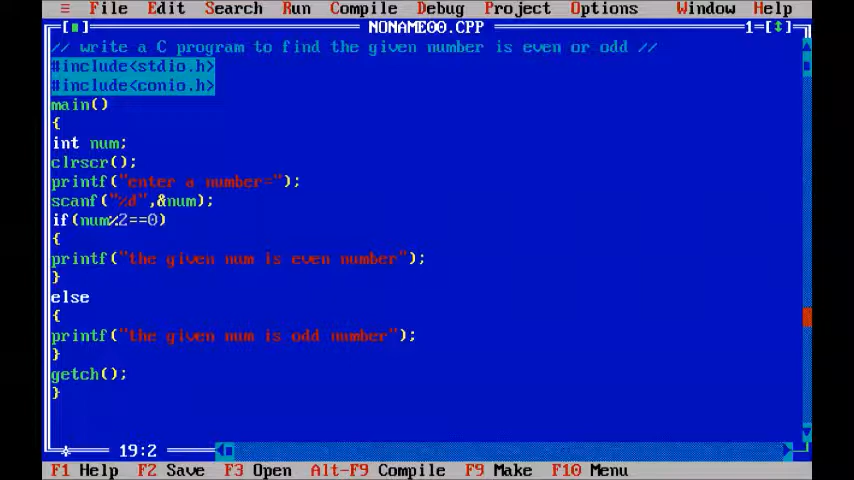 ≡ File Edit Search Run Compile Debug Project Options Window Help
[■] NONAME00.CPP 1=[↕]
// write a C program to find the given number is even or odd //
#include<stdio.h>
#include<conio.h>
main()
{
int num;
clrscr();
printf("enter a number=");
scanf("%d",&num);
if(num%2==0)
{
printf("the given num is even number");
}
else
{
printf("the given num is odd number");
}
getch();
}
19:2
F1 Help F2 Save F3 Open Alt-F9 Compile F9 Make F10 Menu